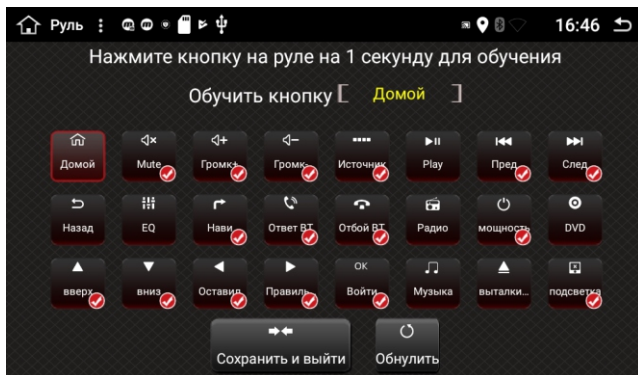 Руль 16:46
Нажмите кнопку на руле на 1 секунду для обучения
Обучить кнопку [ Домой ]
Домой Mute Громк+ Громк- Источник Play Пред. След.
Назад EQ Нави Ответ BT Отбой BT Радио мощность DVD
OK
вверх вниз Оставил Правиль. Войти Музыка выталки... подсветка
Сохранить и выйти Обнулить